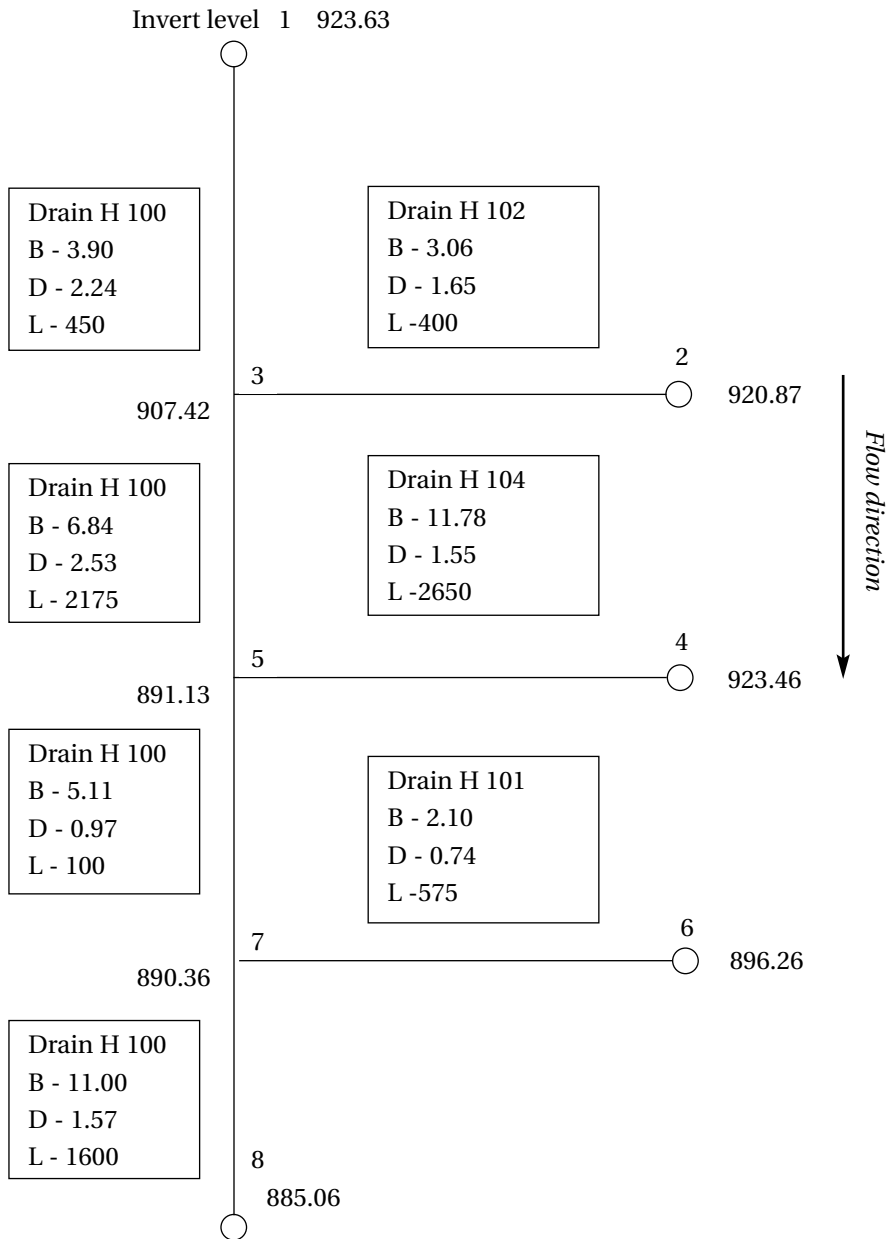 Invert level 1 923.63
Drain H 100
B - 3.90
D - 2.24
L - 450
Drain H 102
B - 3.06
D - 1.65
L -400
3
2
907.42
920.87
Flow direction
Drain H 100
B - 6.84
D - 2.53
L - 2175
Drain H 104
B - 11.78
D - 1.55
L -2650
5
4
891.13
923.46
Drain H 100
B - 5.11
D - 0.97
L - 100
Drain H 101
B - 2.10
D - 0.74
L -575
7
6
890.36
896.26
Drain H 100
B - 11.00
D - 1.57
L - 1600
8
885.06